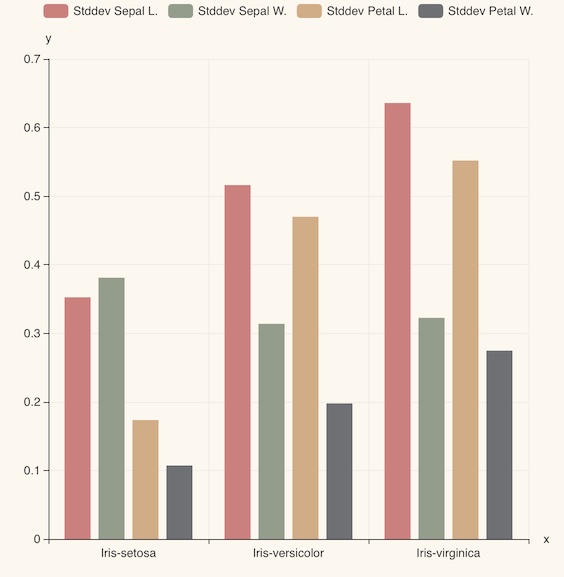 Stddev Sepal L. Stddev Sepal W. Stddev Petal L. Stddev Petal W.
y
0.7
0.6
0.5
0.4
0.3
0.2
0.1
0
x
Iris-setosa Iris-versicolor Iris-virginica